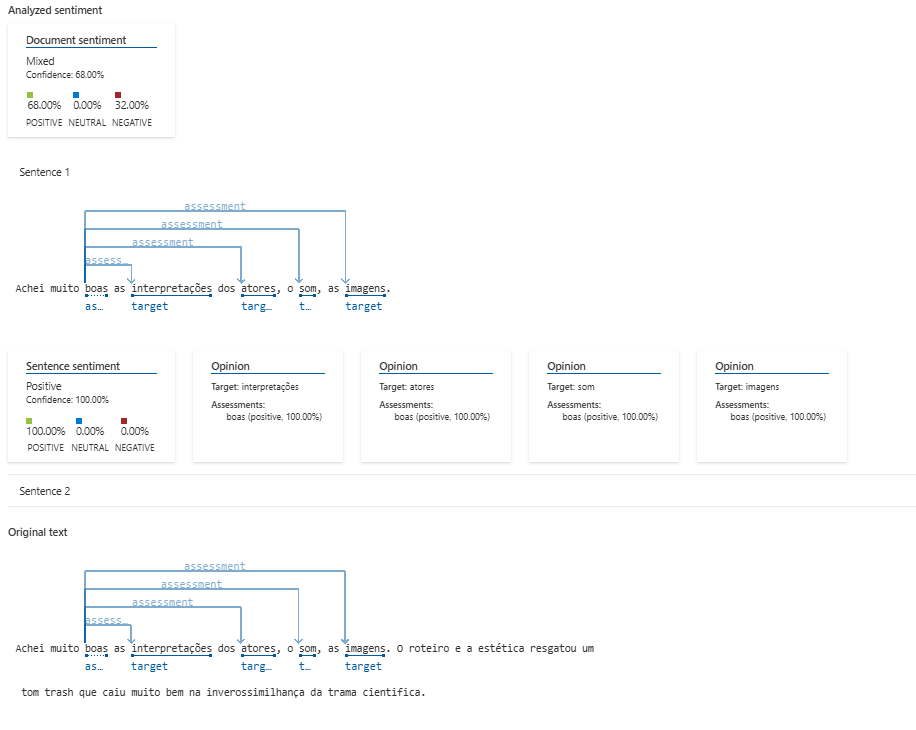 Analyzed sentiment
Document sentiment
Mixed
Confidence: 68.00%
68.00% 0.00% 32.00%
POSITIVE NEUTRAL NEGATIVE
Sentence 1
assessment
assessment
assessment
assess…
Achei muito boas as interpretações dos atores, o som, as imagens.
as… target targ… t… target
Sentence sentiment
Positive
Confidence: 100.00%
100.00% 0.00% 0.00%
POSITIVE NEUTRAL NEGATIVE
Opinion
Target: interpretações
Assessments:
boas (positive, 100.00%)
Opinion
Target: atores
Assessments:
boas (positive, 100.00%)
Opinion
Target: som
Assessments:
boas (positive, 100.00%)
Opinion
Target: imagens
Assessments:
boas (positive, 100.00%)
Sentence 2
Original text
assessment
assessment
assessment
assess…
Achei muito boas as interpretações dos atores, o som, as imagens. O roteiro e a estética resgatou um
as… target targ… t… target
tom trash que caiu muito bem na inverossimilhança da trama cientifica.